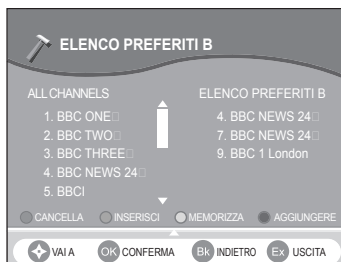 ELENCO PREFERITI B
ALL CHANNELS
1. BBC ONE
2. BBC TWO
3. BBC THREE
4. BBC NEWS 24
5. BBCI
ELENCO PREFERITI B
4. BBC NEWS 24
7. BBC NEWS 24
9. BBC 1 London
CANCELLA INSERISCI MEMORIZZA AGGIUNGERE
VAI A OK CONFERMA Bk INDIETRO Ex USCITA